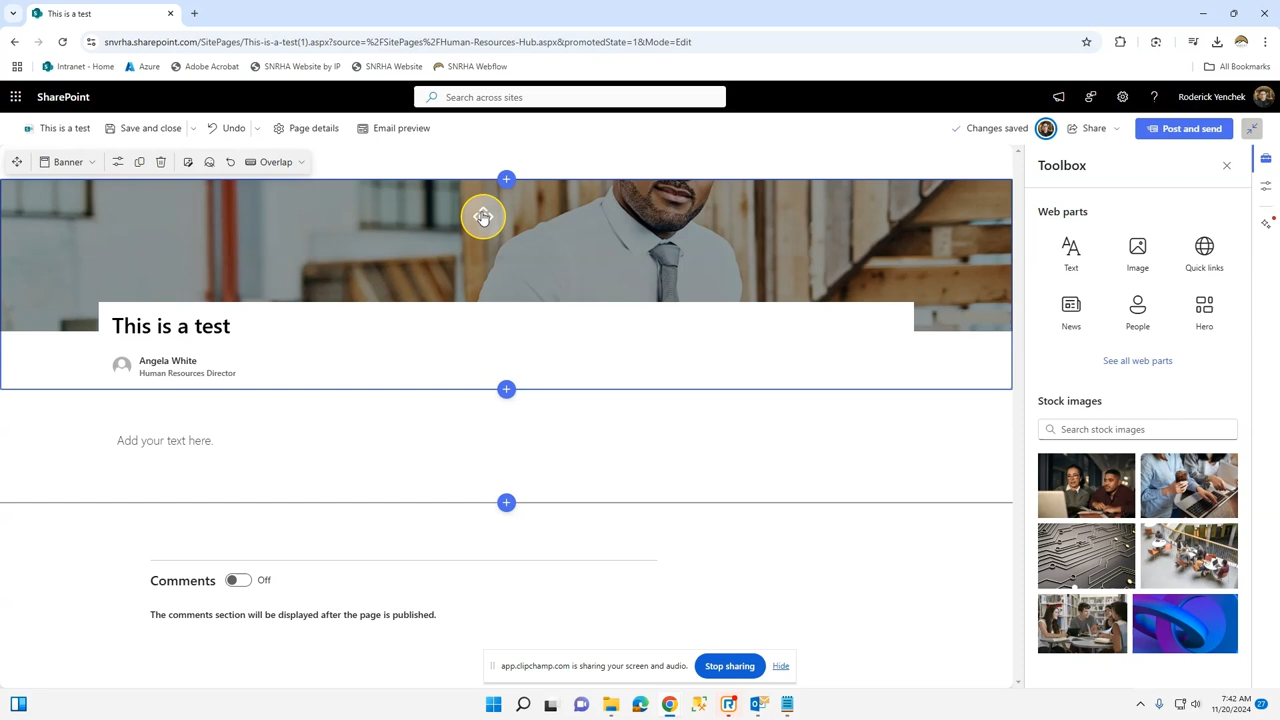 This is a test
snvrha.sharepoint.com/SitePages/This-is-a-test(1).aspx?source=%2FSitePages%2FHuman-Resources-Hub.aspx&promotedState=1&Mode=Edit
Intranet - Home
Azure
Adobe Acrobat
SNRHA Website by IP
SNRHA Website
SNRHA Webflow
All Bookmarks
SharePoint
Search across sites
Roderick Yenchek
This is a test
Save and close
Undo
Page details
Email preview
Changes saved
Share
Post and send
Banner
Overlap
This is a test
Angela White
Human Resources Director
Add your text here.
Comments
Off
The comments section will be displayed after the page is published.
Toolbox
Web parts
Text
Image
Quick links
News
People
Hero
See all web parts
Stock images
Search stock images
app.clipchamp.com is sharing your screen and audio.
Stop sharing
Hide
7:42 AM
11/20/2024
27